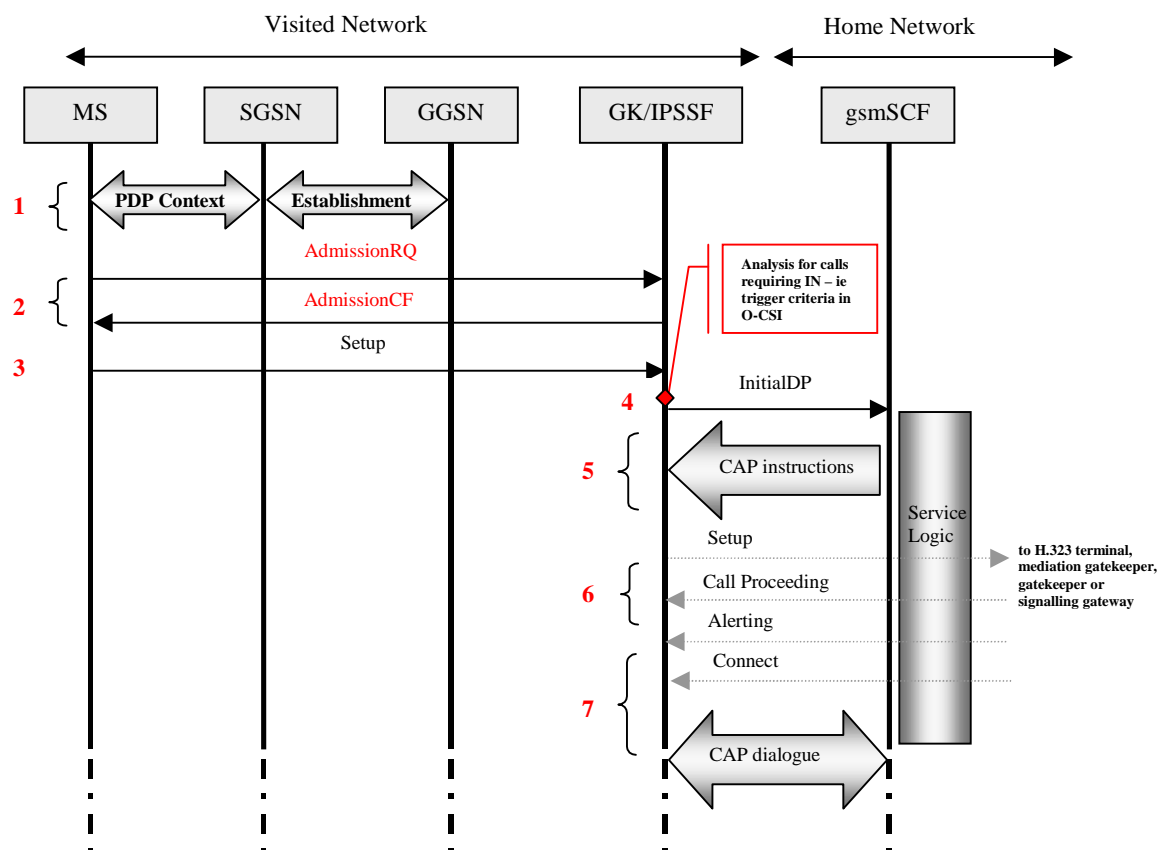 Visited Network
Home Network
MS
SGSN
GGSN
GK/IPSSF
gsmSCF
1
PDP Context
Establishment
AdmissionRQ
Analysis for calls
requiring IN – ie
trigger criteria in
O-CSI
2
AdmissionCF
3
Setup
4
InitialDP
5
CAP instructions
Service
Logic
Setup
to H.323 terminal,
mediation gatekeeper,
gatekeeper or
signalling gateway
6
Call Proceeding
Alerting
Connect
7
CAP dialogue